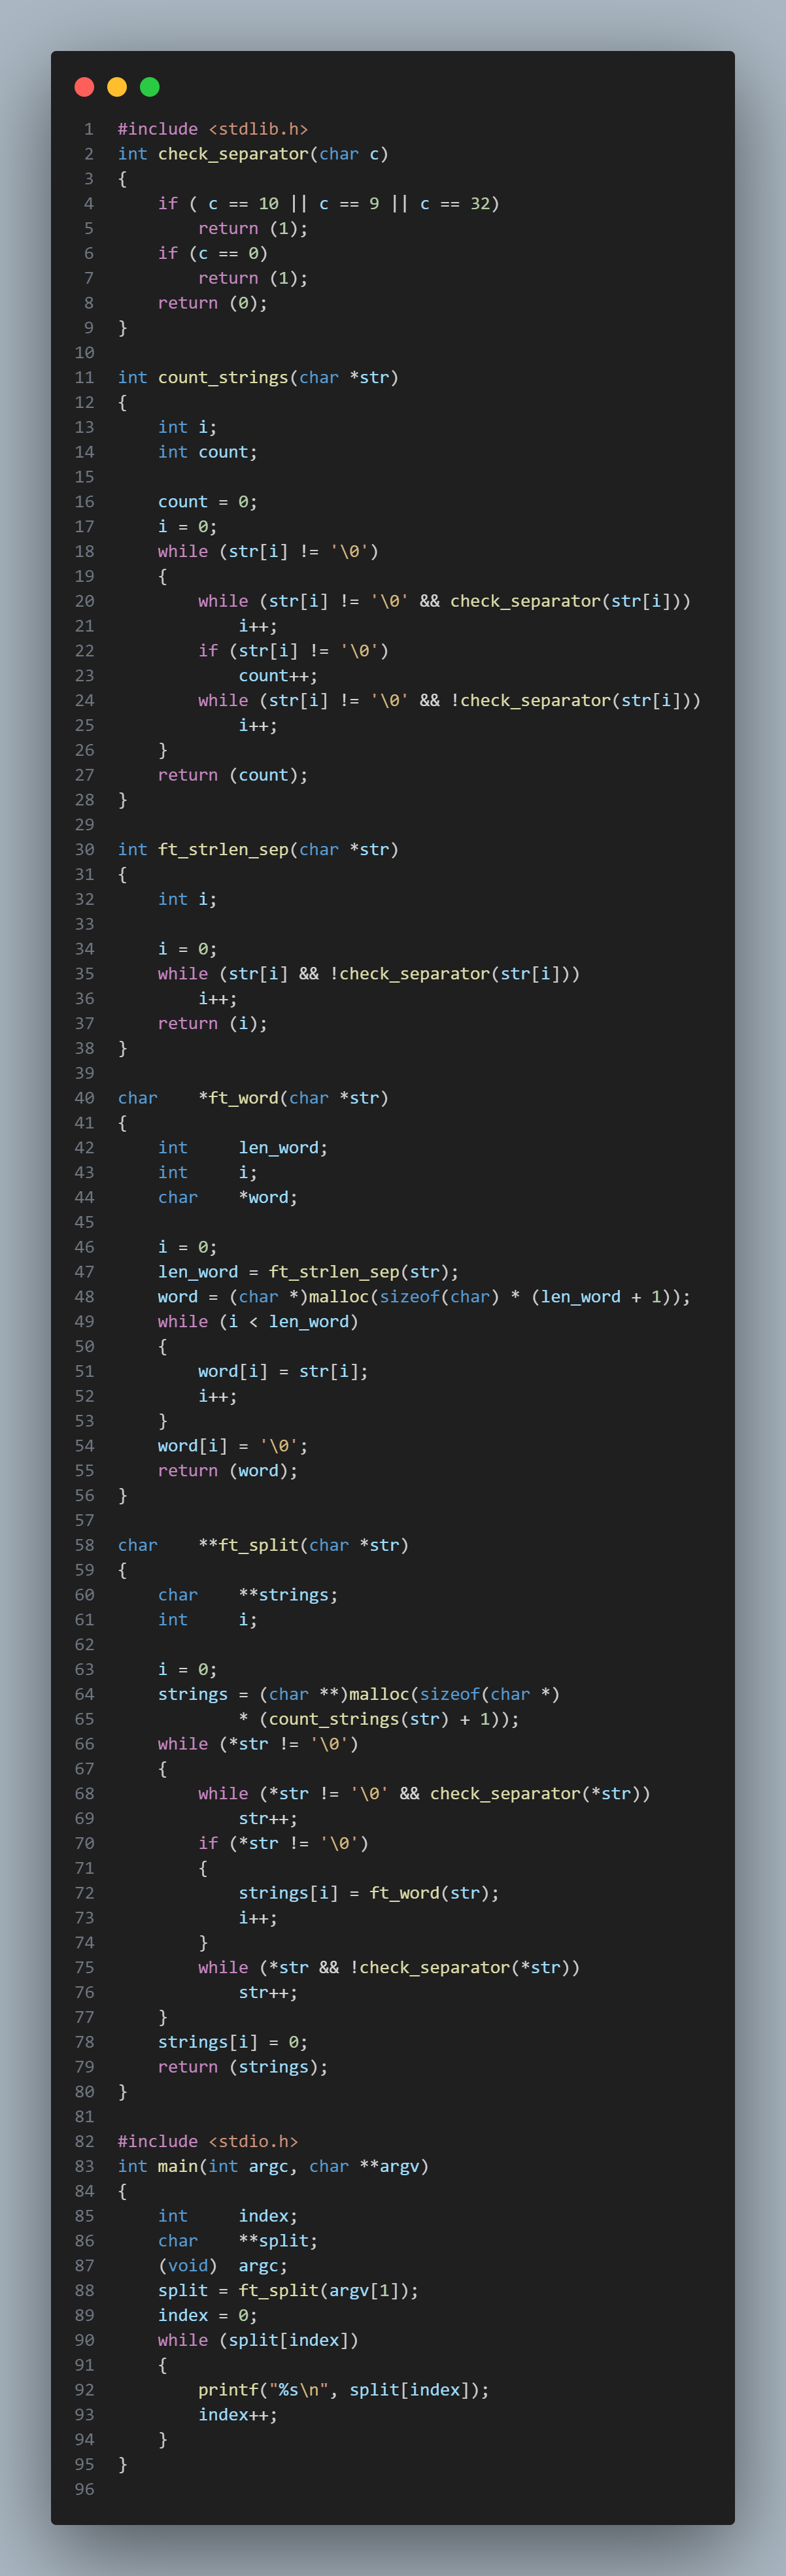 1 #include <stdlib.h>
2 int check_separator(char c)
3 {
4     if ( c == 10 || c == 9 || c == 32)
5         return (1);
6     if (c == 0)
7         return (1);
8     return (0);
9 }
10
11 int count_strings(char *str)
12 {
13     int i;
14     int count;
15
16     count = 0;
17     i = 0;
18     while (str[i] != '\0')
19     {
20         while (str[i] != '\0' && check_separator(str[i]))
21             i++;
22         if (str[i] != '\0')
23             count++;
24         while (str[i] != '\0' && !check_separator(str[i]))
25             i++;
26     }
27     return (count);
28 }
29
30 int ft_strlen_sep(char *str)
31 {
32     int i;
33
34     i = 0;
35     while (str[i] && !check_separator(str[i]))
36         i++;
37     return (i);
38 }
39
40 char    *ft_word(char *str)
41 {
42     int     len_word;
43     int     i;
44     char    *word;
45
46     i = 0;
47     len_word = ft_strlen_sep(str);
48     word = (char *)malloc(sizeof(char) * (len_word + 1));
49     while (i < len_word)
50     {
51         word[i] = str[i];
52         i++;
53     }
54     word[i] = '\0';
55     return (word);
56 }
57
58 char    **ft_split(char *str)
59 {
60     char    **strings;
61     int     i;
62
63     i = 0;
64     strings = (char **)malloc(sizeof(char *)
65             * (count_strings(str) + 1));
66     while (*str != '\0')
67     {
68         while (*str != '\0' && check_separator(*str))
69             str++;
70         if (*str != '\0')
71         {
72             strings[i] = ft_word(str);
73             i++;
74         }
75         while (*str && !check_separator(*str))
76             str++;
77     }
78     strings[i] = 0;
79     return (strings);
80 }
81
82 #include <stdio.h>
83 int main(int argc, char **argv)
84 {
85     int     index;
86     char    **split;
87     (void)  argc;
88     split = ft_split(argv[1]);
89     index = 0;
90     while (split[index])
91     {
92         printf("%s\n", split[index]);
93         index++;
94     }
95 }
96